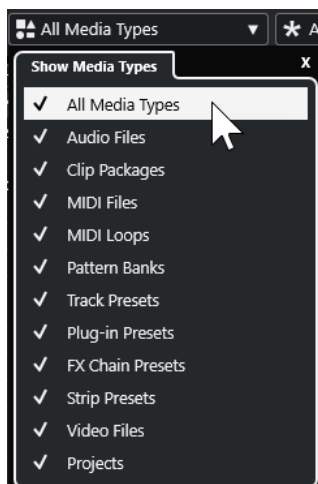 All Media Types
A
Show Media Types
X
All Media Types
Audio Files
Clip Packages
MIDI Files
MIDI Loops
Pattern Banks
Track Presets
Plug-in Presets
FX Chain Presets
Strip Presets
Video Files
Projects